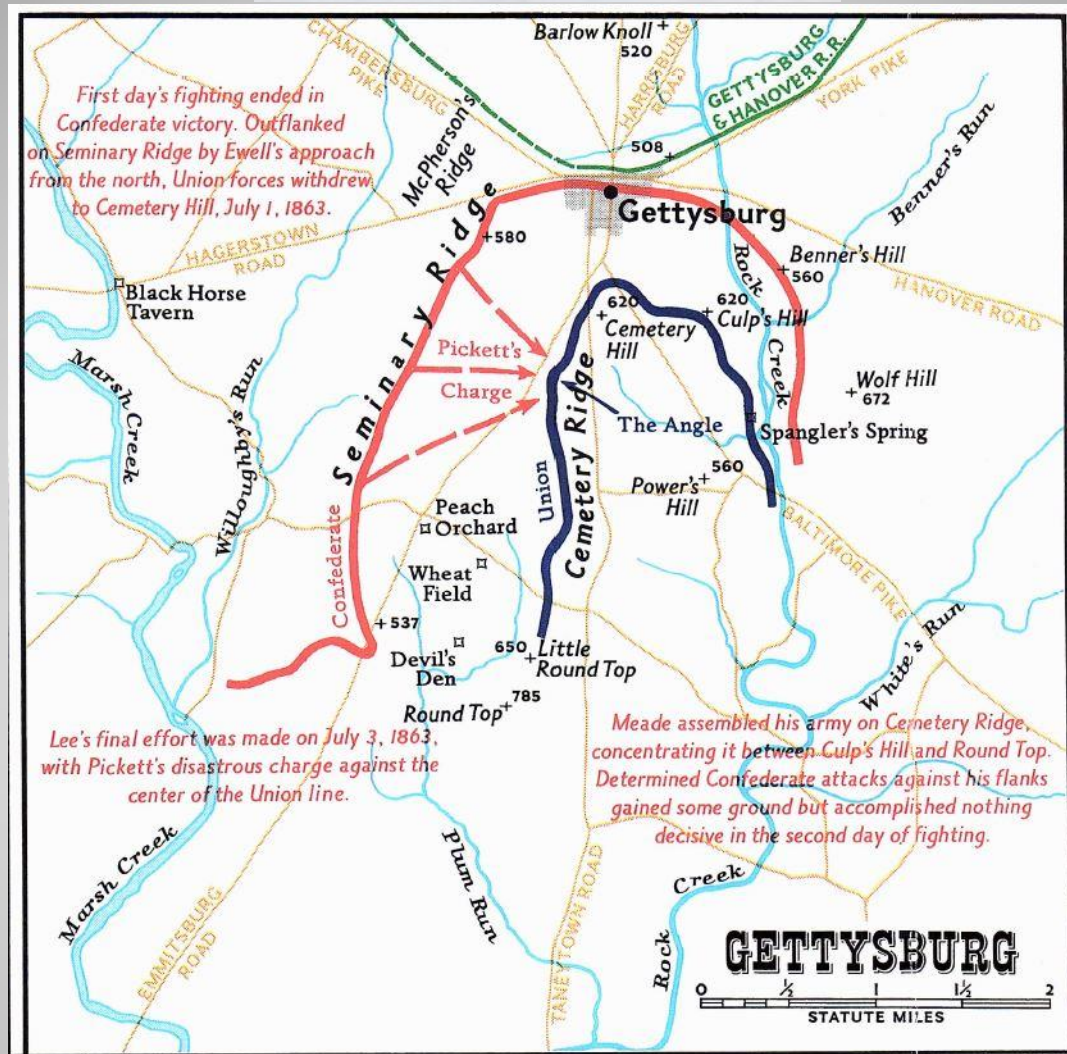 Barlow Knoll
520
CHAMBERSBURG
PIKE
HARRISBURG
ROAD
GETTYSBURG
& HANOVER R.R.
YORK PIKE
First day's fighting ended in
Confederate victory. Outflanked
on Seminary Ridge by Ewell's approach
from the north, Union forces withdrew
to Cemetery Hill, July 1, 1863.
McPherson's
Ridge
508
Benner's Run
Gettysburg
HAGERSTOWN
ROAD
580
Benner's Hill
560
HANOVER ROAD
Black Horse
Tavern
Seminary Ridge
Rock
Creek
620
Cemetery
Hill
620
Culp's Hill
Pickett's
Charge
Marsh Creek
Willoughby's Run
Wolf Hill
672
The Angle
Spangler's Spring
Cemetery Ridge
Union
560
Power's
Hill
Confederate
Peach
Orchard
Wheat
Field
BALTIMORE PIKE
537
Devil's
Den
650
Little
Round Top
Round Top
785
White's Run
Lee's final effort was made on July 3, 1863,
with Pickett's disastrous charge against the
center of the Union line.
Meade assembled his army on Cemetery Ridge,
concentrating it between Culp's Hill and Round Top.
Determined Confederate attacks against his flanks
gained some ground but accomplished nothing
decisive in the second day of fighting.
Marsh Creek
Plum Run
EMMITSBURG
ROAD
TANEYTOWN ROAD
Rock Creek
GETTYSBURG
0 ½ 1 1½ 2
STATUTE MILES